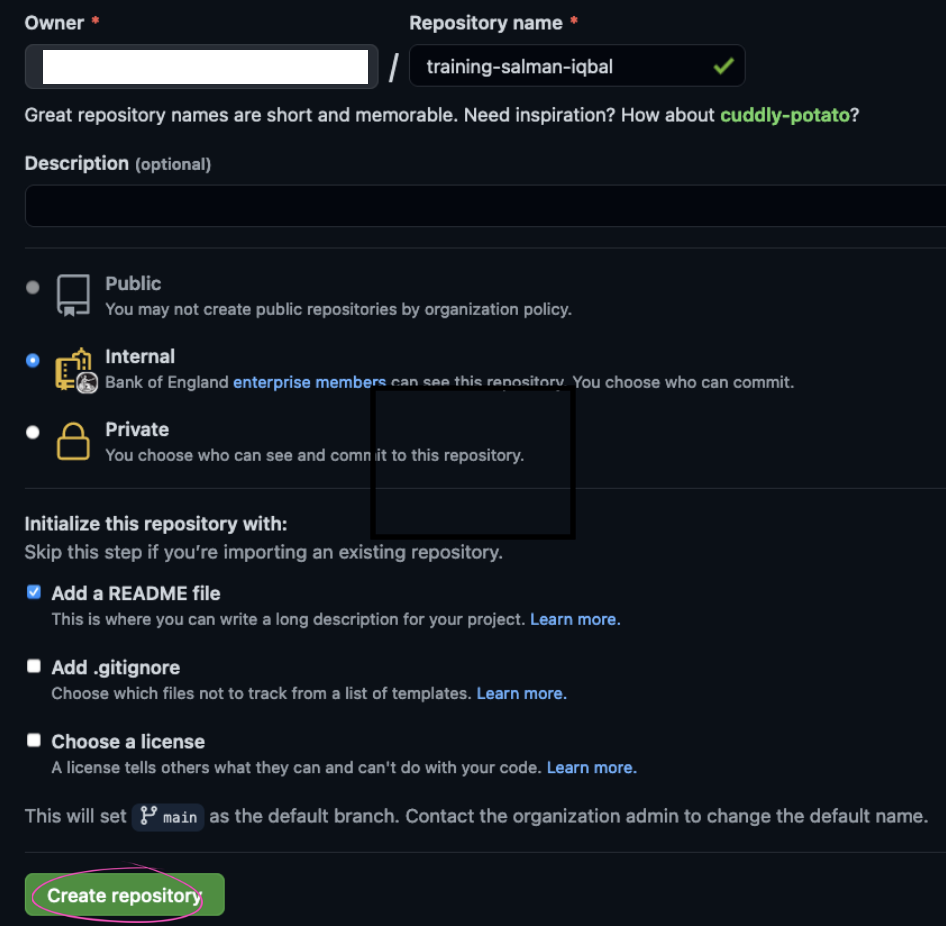 Owner * Repository name *
/ training-salman-iqbal
Great repository names are short and memorable. Need inspiration? How about cuddly-potato?
Description (optional)
Public
You may not create public repositories by organization policy.
Internal
Bank of England enterprise members can see this repository. You choose who can commit.
Private
You choose who can see and commit to this repository.
Initialize this repository with:
Skip this step if you’re importing an existing repository.
Add a README file
This is where you can write a long description for your project. Learn more.
Add .gitignore
Choose which files not to track from a list of templates. Learn more.
Choose a license
A license tells others what they can and can't do with your code. Learn more.
This will set main as the default branch. Contact the organization admin to change the default name.
Create repository